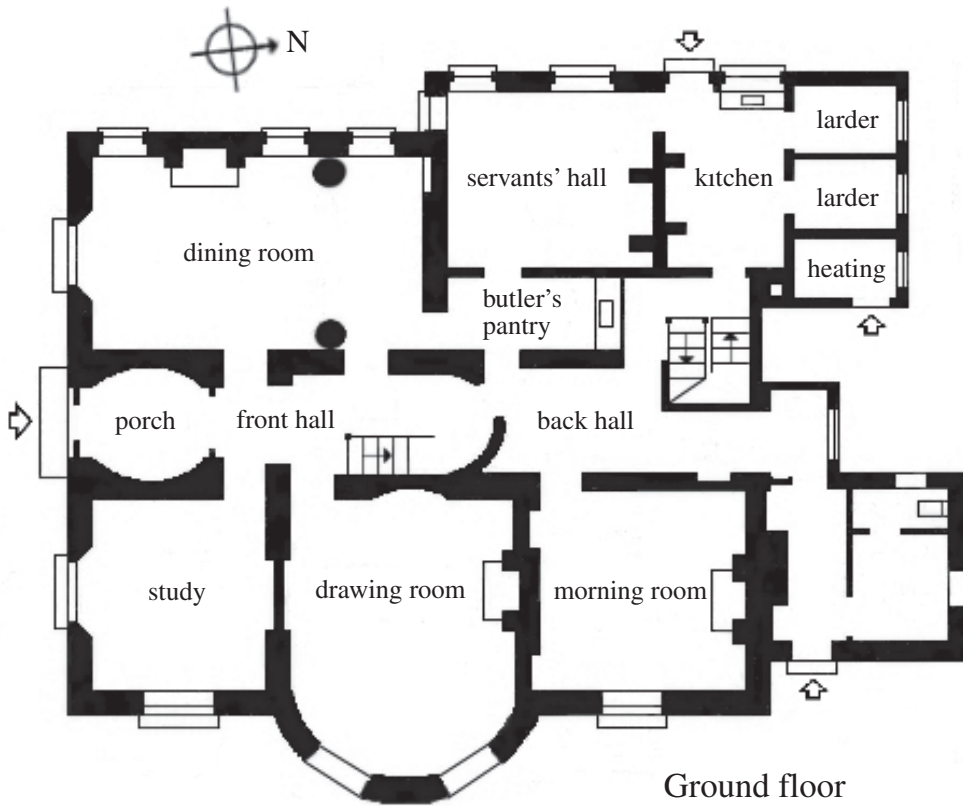 N
larder
servants’ hall
kitchen
larder
dining room
heating
butler’s
pantry
porch
front hall
back hall
study
drawing room
morning room
Ground floor